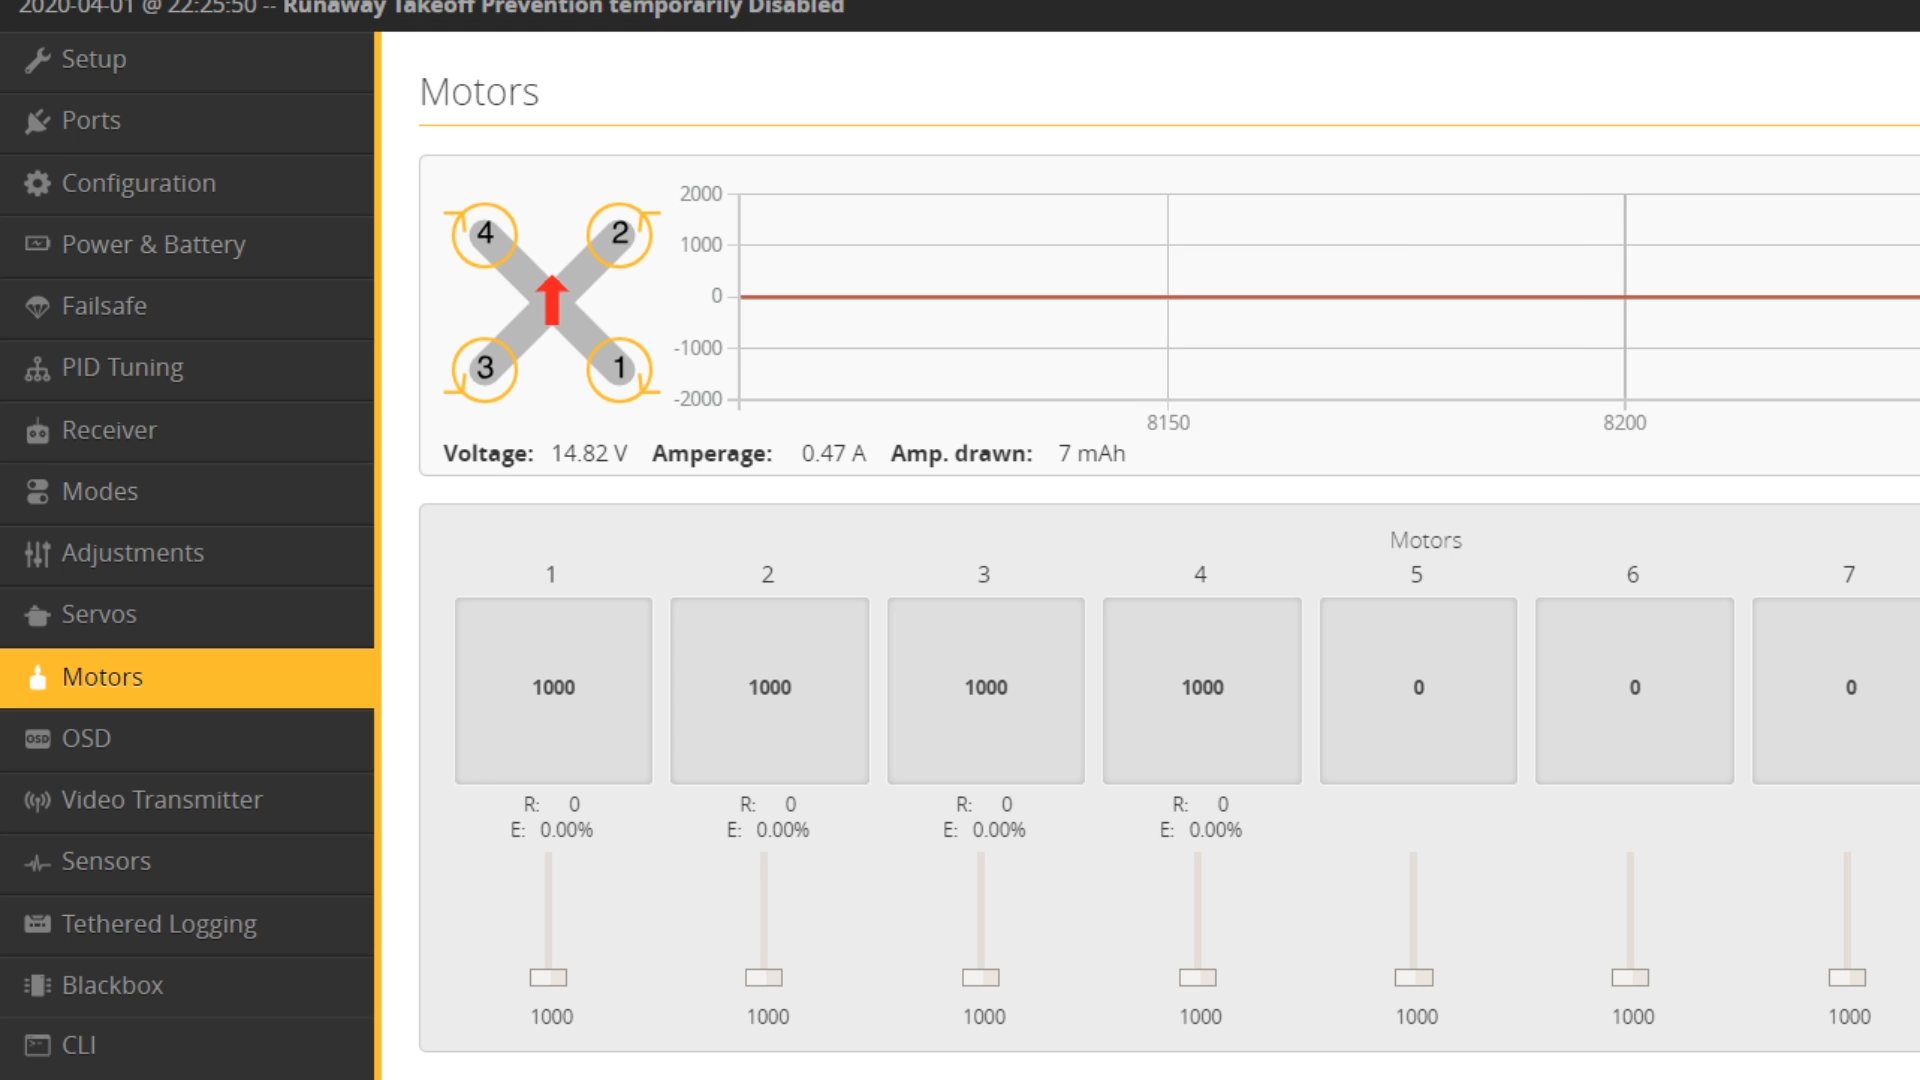 2020-04-01 @ 22:25:50 -- Runaway Takeoff Prevention temporarily Disabled
Setup
Ports
Configuration
Power & Battery
Failsafe
PID Tuning
Receiver
Modes
Adjustments
Servos
Motors
OSD
OSD
Video Transmitter
Sensors
Tethered Logging
Blackbox
CLI
Motors
4
2
3
1
2000
1000
0
-1000
-2000
8150
8200
Voltage: 14.82 V Amperage: 0.47 A Amp. drawn: 7 mAh
Motors
1 2 3 4 5 6 7
1000 1000 1000 1000 0 0 0
R: 0 R: 0 R: 0 R: 0
E: 0.00% E: 0.00% E: 0.00% E: 0.00%
1000 1000 1000 1000 1000 1000 1000